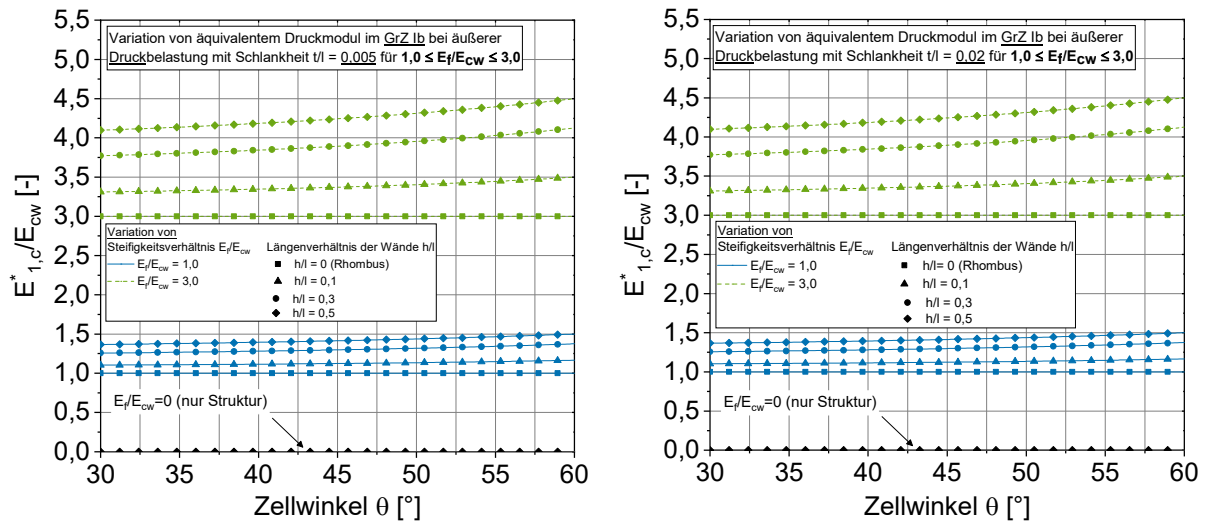 5,5
5,0
4,5
4,0
3,5
3,0
2,5
2,0
1,5
1,0
0,5
0,0
E*1,c/Ecw [-]
Variation von äquivalentem Druckmodul im GrZ Ib bei äußerer
Druckbelastung mit Schlankheit t/l = 0,005 für 1,0 ≤ Ef/Ecw ≤ 3,0
Variation von
Steifigkeitsverhältnis Ef/Ecw
Längenverhältnis der Wände h/l
Ef/Ecw = 1,0
h/l= 0 (Rhombus)
Ef/Ecw = 3,0
h/l = 0,1
h/l = 0,3
h/l = 0,5
Ef/Ecw=0 (nur Struktur)
30 35 40 45 50 55 60
Zellwinkel θ [°]
5,5
5,0
4,5
4,0
3,5
3,0
2,5
2,0
1,5
1,0
0,5
0,0
E*1,c/Ecw [-]
Variation von äquivalentem Druckmodul im GrZ Ib bei äußerer
Druckbelastung mit Schlankheit t/l = 0,02 für 1,0 ≤ Ef/Ecw ≤ 3,0
Variation von
Steifigkeitsverhältnis Ef/Ecw
Längenverhältnis der Wände h/l
Ef/Ecw = 1,0
h/l= 0 (Rhombus)
Ef/Ecw = 3,0
h/l = 0,1
h/l = 0,3
h/l = 0,5
Ef/Ecw=0 (nur Struktur)
30 35 40 45 50 55 60
Zellwinkel θ [°]